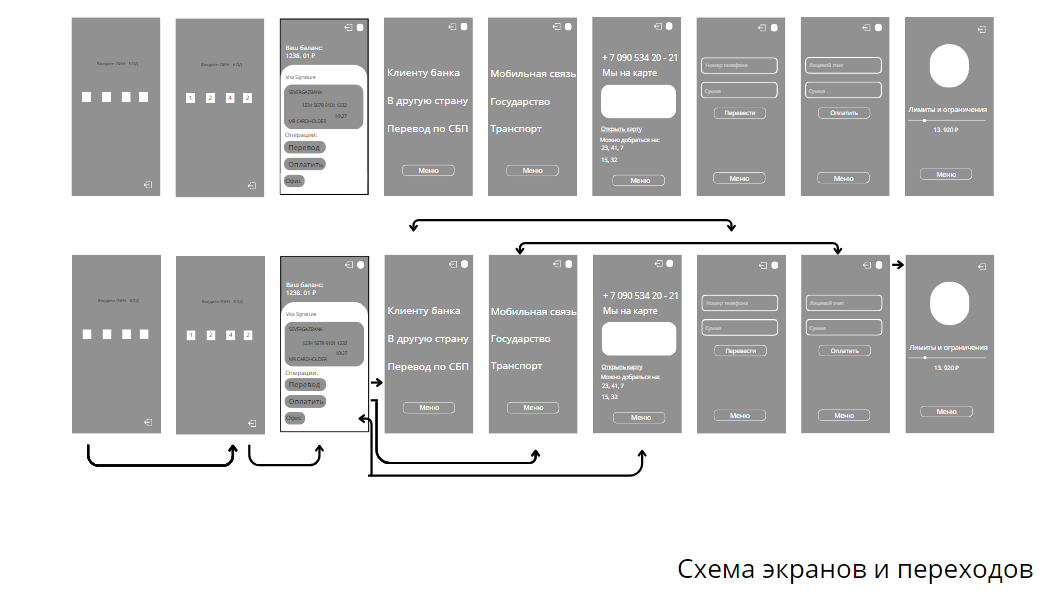 Введите ПИН - КОД
Введите ПИН - КОД
1 2 4 2
Ваш баланс:
1238. 01 ₽
Visa Signature
SEVERGAZBANK
1234 5678 9101 1232
10\27
MR CARDHOLDER
Операции:
Перевод
Оплатить
Офис.
Клиенту банка
В другую страну
Перевод по СБП
Меню
Мобильная связь
Государство
Транспорт
Меню
+ 7 090 534 20 - 21
Мы на карте
Открыть карту
Можно добраться на:
23, 41, 7
15, 32
Меню
Номер телефона
Сумма
Перевести
Меню
Лицевой счет
Сумма
Оплатить
Меню
Лимиты и ограничения
13. 920 ₽
Меню
Введите ПИН - КОД
Введите ПИН - КОД
1 2 4 2
Ваш баланс:
1238. 01 ₽
Visa Signature
SEVERGAZBANK
1234 5678 9101 1232
10\27
MR CARDHOLDER
Операции:
Перевод
Оплатить
Офис.
Клиенту банка
В другую страну
Перевод по СБП
Меню
Мобильная связь
Государство
Транспорт
Меню
+ 7 090 534 20 - 21
Мы на карте
Открыть карту
Можно добраться на:
23, 41, 7
15, 32
Меню
Номер телефона
Сумма
Перевести
Меню
Лицевой счет
Сумма
Оплатить
Меню
Лимиты и ограничения
13. 920 ₽
Меню
Схема экранов и переходов